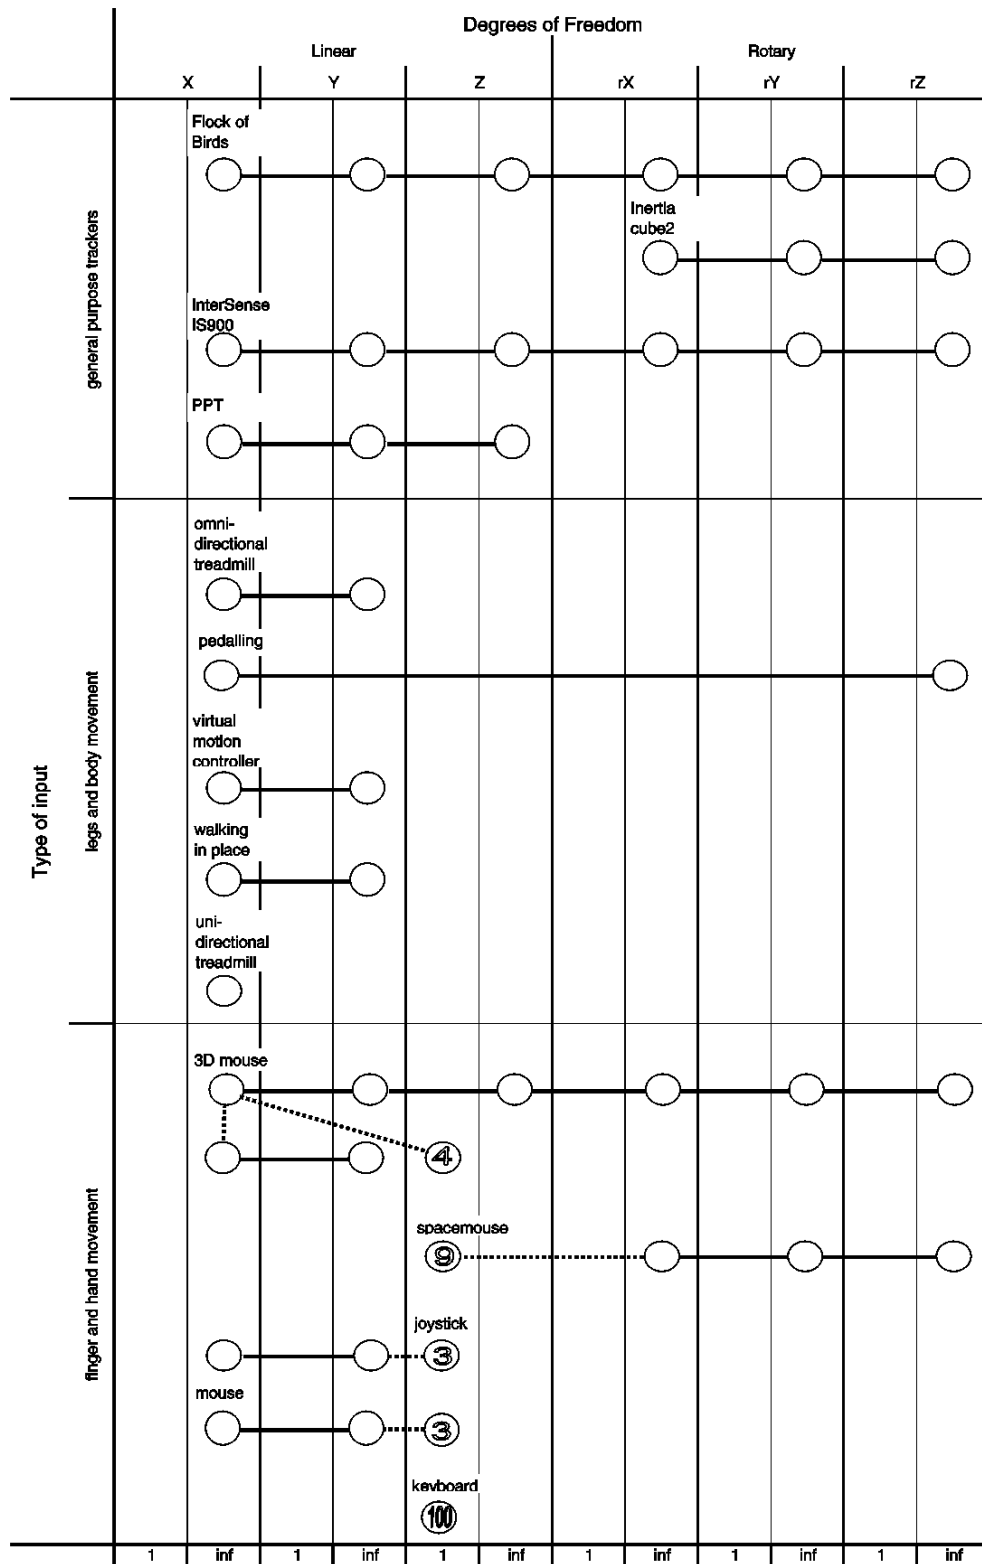 Degrees of Freedom
Linear
Rotary
X
Y
Z
rX
rY
rZ
Type of input
general purpose trackers
Flock of
Birds
Inertia
cube2
InterSense
IS900
PPT
legs and body movement
omni-
directional
treadmill
pedalling
virtual
motion
controller
walking
in place
uni-
directional
treadmill
finger and hand movement
3D mouse
4
spacemouse
9
joystick
3
mouse
3
keyboard
100
1
inf
1
inf
1
inf
1
inf
1
inf
1
inf